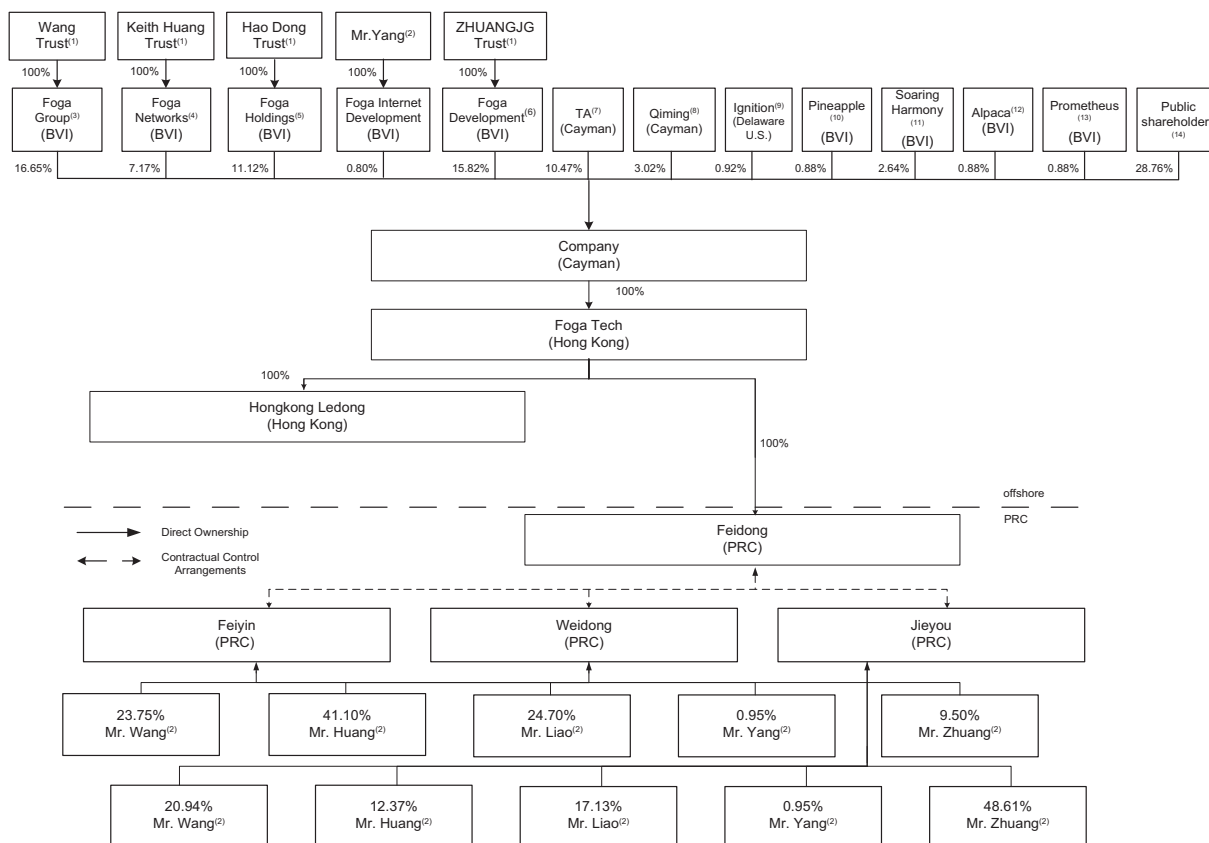 Wang
Trust(1)
Keith Huang
Trust(1)
Hao Dong
Trust(1)
Mr.Yang(2)
ZHUANGJG
Trust(1)
100%
100%
100%
100%
100%
Foga
Group(3)
(BVI)
Foga
Networks(4)
(BVI)
Foga
Holdings(5)
(BVI)
Foga Internet
Development
(BVI)
Foga
Development(6)
(BVI)
TA(7)
(Cayman)
Qiming(8)
(Cayman)
Ignition(9)
(Delaware
U.S.)
Pineapple
(10)
(BVI)
Soaring
Harmony
(11)
(BVI)
Alpaca(12)
(BVI)
Prometheus
(13)
(BVI)
Public
shareholder
(14)
16.65%
7.17%
11.12%
0.80%
15.82%
10.47%
3.02%
0.92%
0.88%
2.64%
0.88%
0.88%
28.76%
Company
(Cayman)
100%
Foga Tech
(Hong Kong)
100%
Hongkong Ledong
(Hong Kong)
100%
offshore
PRC
Direct Ownership
Contractual Control
Arrangements
Feidong
(PRC)
Feiyin
(PRC)
Weidong
(PRC)
Jieyou
(PRC)
23.75%
Mr. Wang(2)
41.10%
Mr. Huang(2)
24.70%
Mr. Liao(2)
0.95%
Mr. Yang(2)
9.50%
Mr. Zhuang(2)
20.94%
Mr. Wang(2)
12.37%
Mr. Huang(2)
17.13%
Mr. Liao(2)
0.95%
Mr. Yang(2)
48.61%
Mr. Zhuang(2)